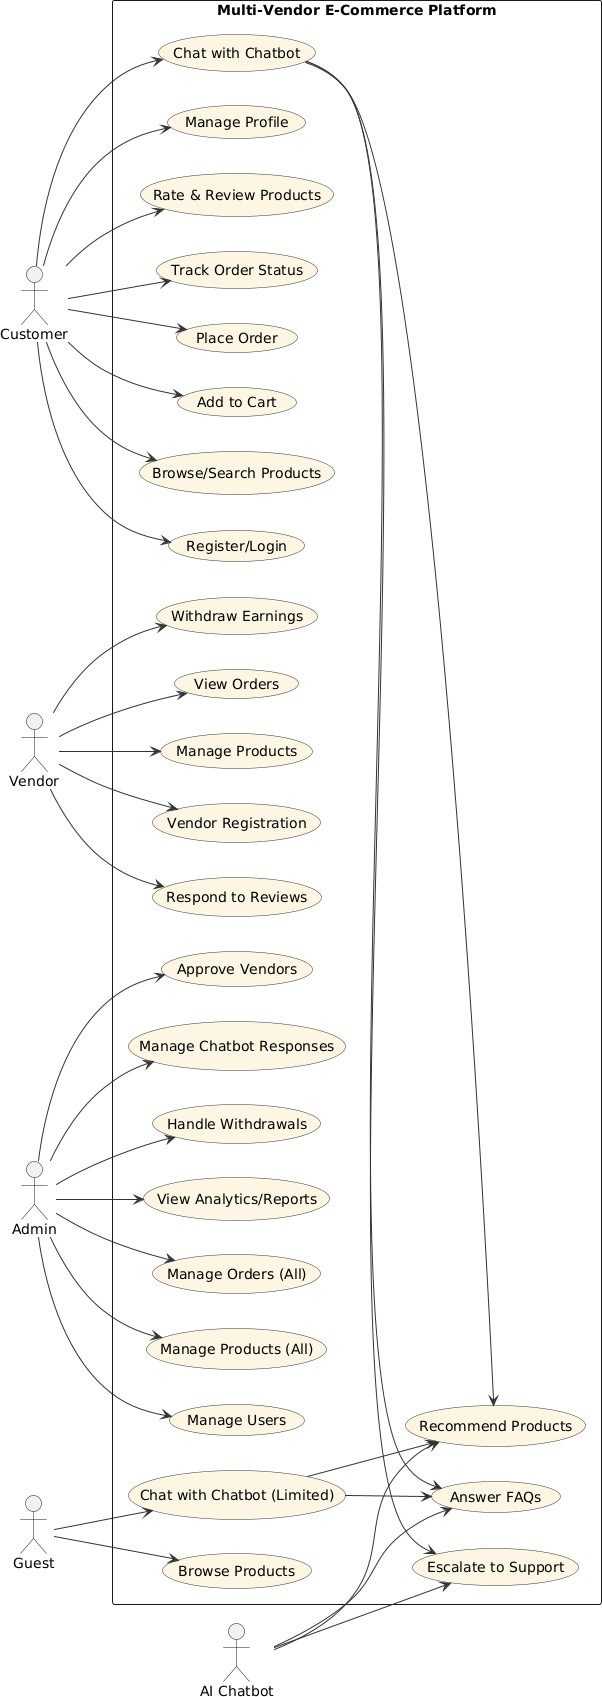 Multi-Vendor E-Commerce Platform
Chat with Chatbot
Manage Profile
Rate & Review Products
Track Order Status
Customer
Place Order
Add to Cart
Browse/Search Products
Register/Login
Withdraw Earnings
View Orders
Manage Products
Vendor
Vendor Registration
Respond to Reviews
Approve Vendors
Manage Chatbot Responses
Handle Withdrawals
View Analytics/Reports
Admin
Manage Orders (All)
Manage Products (All)
Manage Users
Recommend Products
Chat with Chatbot (Limited)
Answer FAQs
Guest
Browse Products
Escalate to Support
AI Chatbot